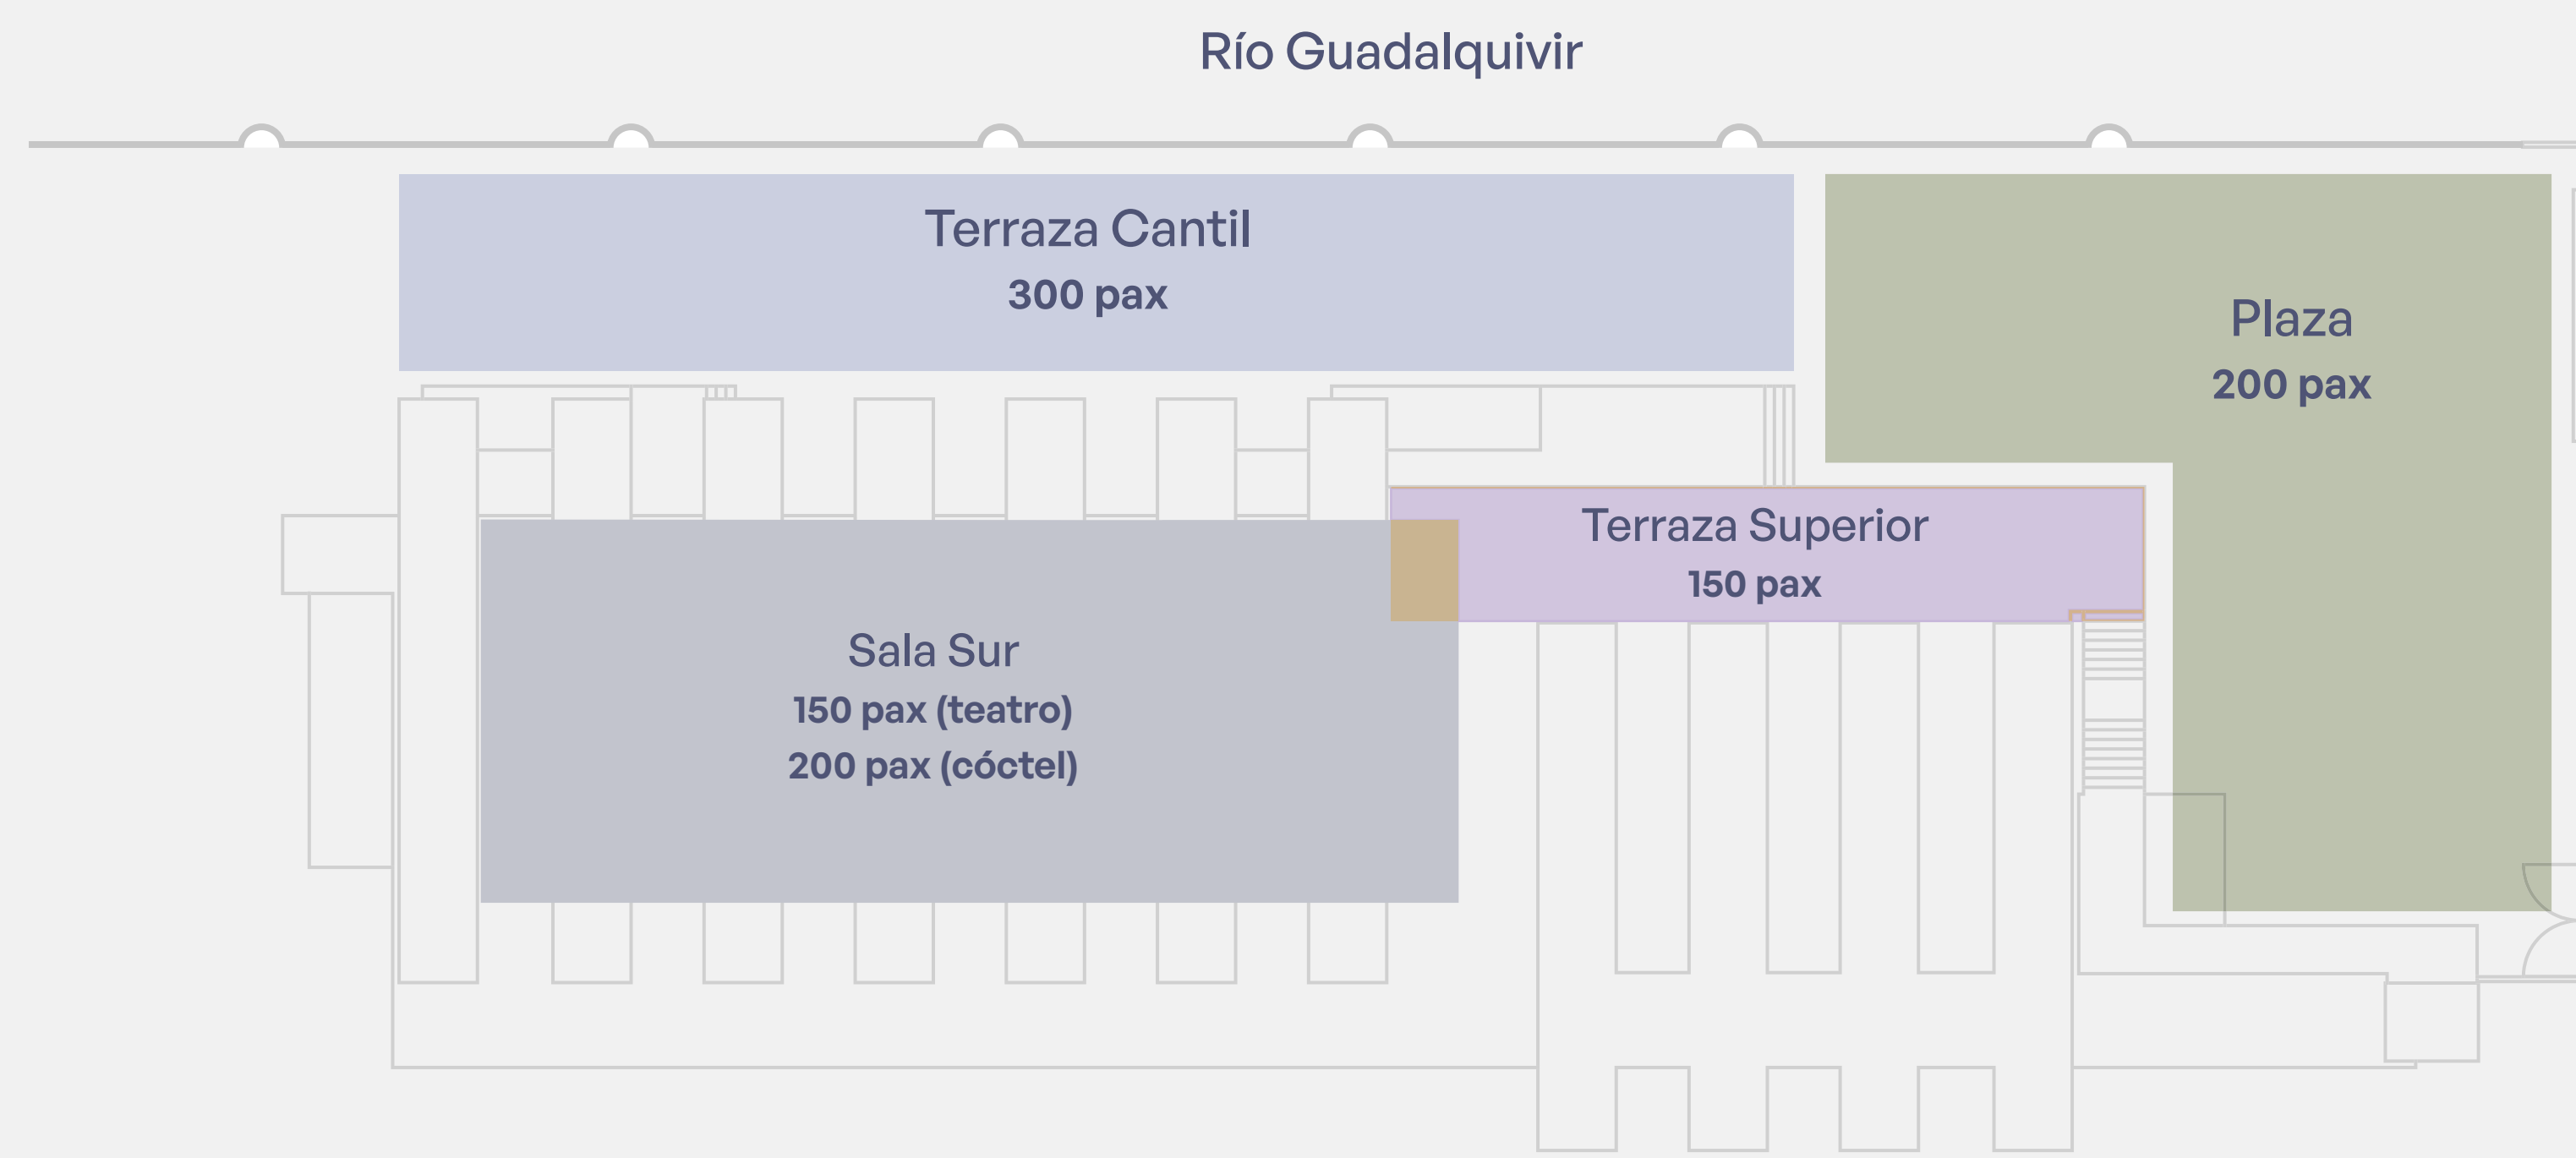 Río Guadalquivir
Terraza Cantil
300 pax
Plaza
200 pax
Terraza Superior
150 pax
Sala Sur
150 pax (teatro)
200 pax (cóctel)